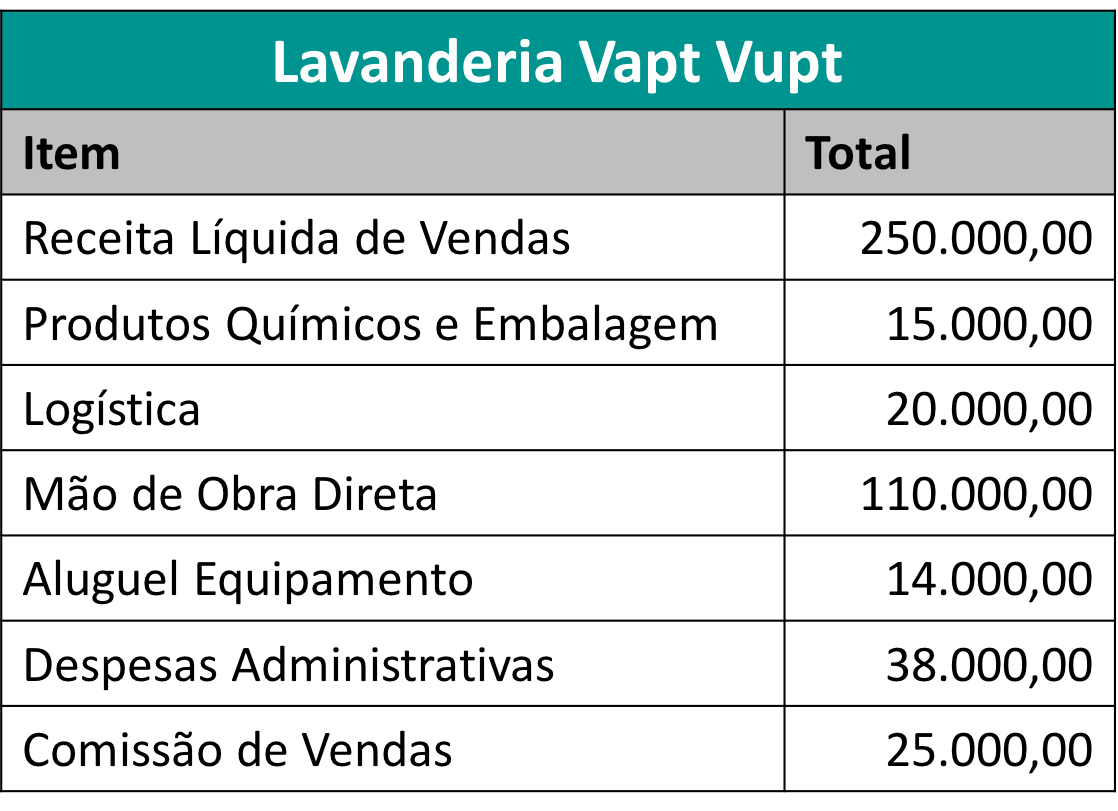 Lavanderia Vapt Vupt
Item Total
Receita Líquida de Vendas 250.000,00
Produtos Químicos e Embalagem 15.000,00
Logística 20.000,00
Mão de Obra Direta 110.000,00
Aluguel Equipamento 14.000,00
Despesas Administrativas 38.000,00
Comissão de Vendas 25.000,00